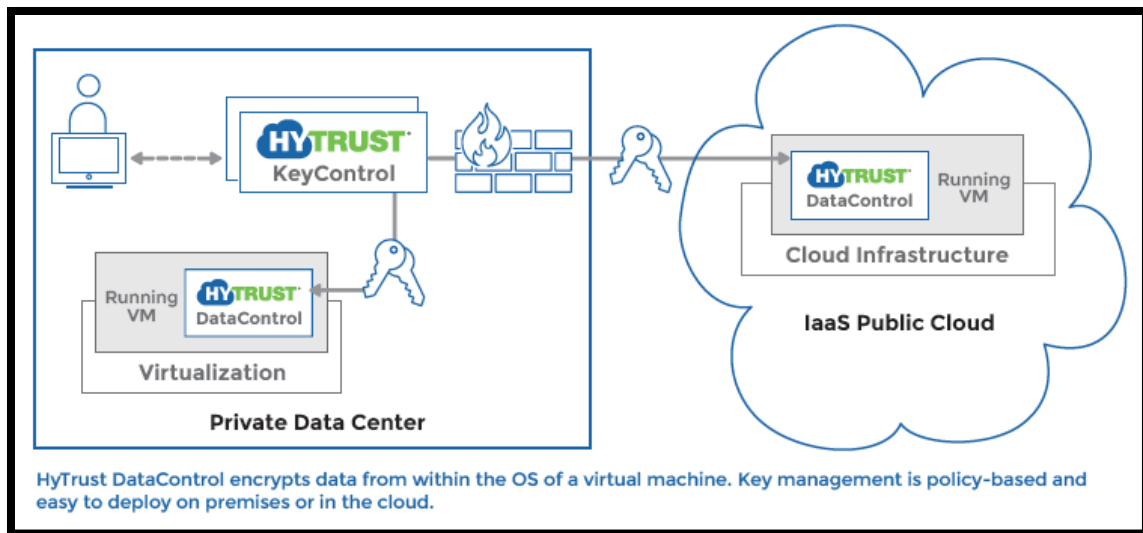 HYTRUST
KeyControl
HYTRUST
DataControl
Running
VM
Cloud Infrastructure
IaaS Public Cloud
Running
VM
HYTRUST
DataControl
Virtualization
Private Data Center
HyTrust DataControl encrypts data from within the OS of a virtual machine. Key management is policy-based and
easy to deploy on premises or in the cloud.